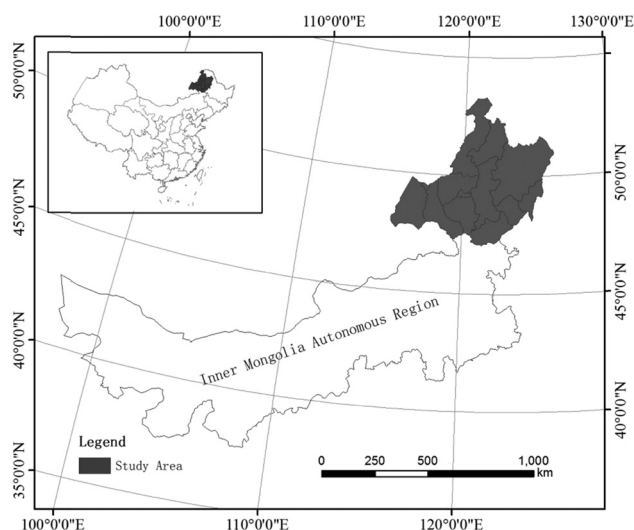 100°0'0"E 110°0'0"E 120°0'0"E 130°0'0"E
50°0'0"N
45°0'0"N
40°0'0"N
35°0'0"N
50°0'0"N
45°0'0"N
40°0'0"N
Inner Mongolia Autonomous Region
Legend
Study Area
0 250 500 1,000
km
100°0'0"E 110°0'0"E 120°0'0"E